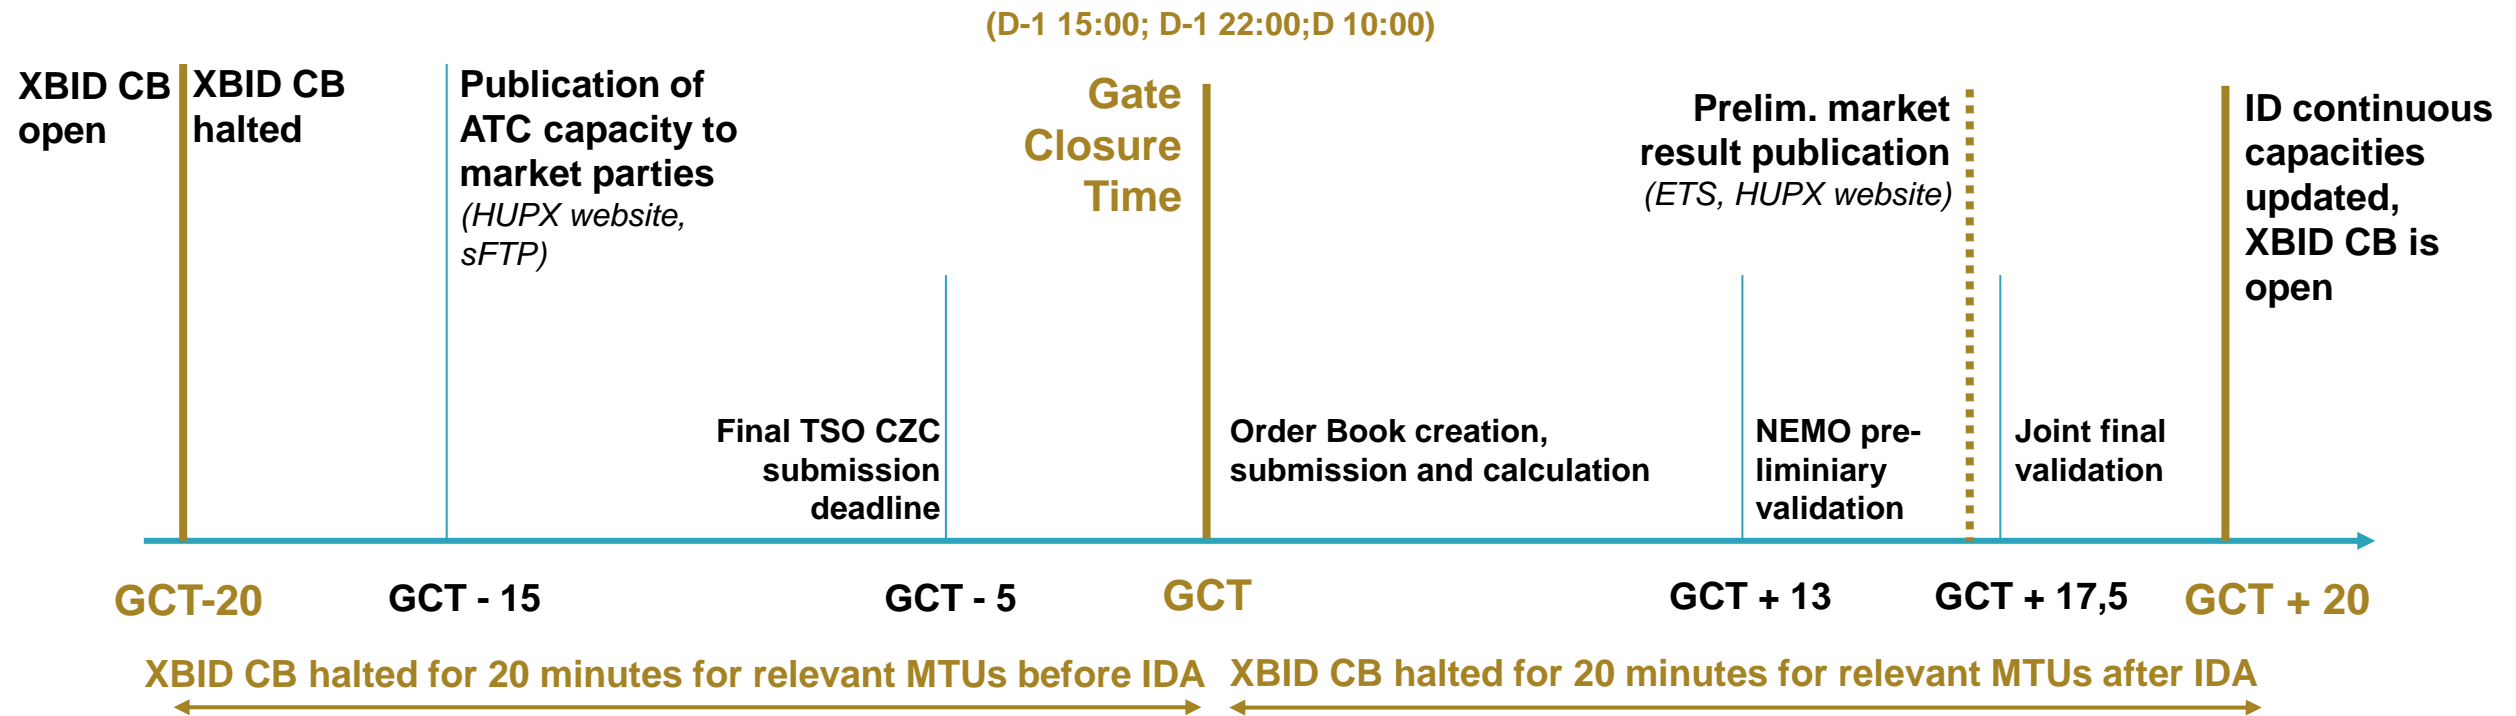 (D-1 15:00; D-1 22:00;D 10:00)
XBID CB
open
XBID CB
halted
Publication of
ATC capacity to
market parties
(HUPX website,
sFTP)
Gate
Closure
Time
Prelim. market
result publication
(ETS, HUPX website)
ID continuous
capacities
updated,
XBID CB is
open
Final TSO CZC
submission
deadline
Order Book creation,
submission and calculation
NEMO pre-
liminiary
validation
Joint final
validation
GCT-20
GCT - 15
GCT - 5
GCT
GCT + 13
GCT + 17,5
GCT + 20
XBID CB halted for 20 minutes for relevant MTUs before IDA
XBID CB halted for 20 minutes for relevant MTUs after IDA